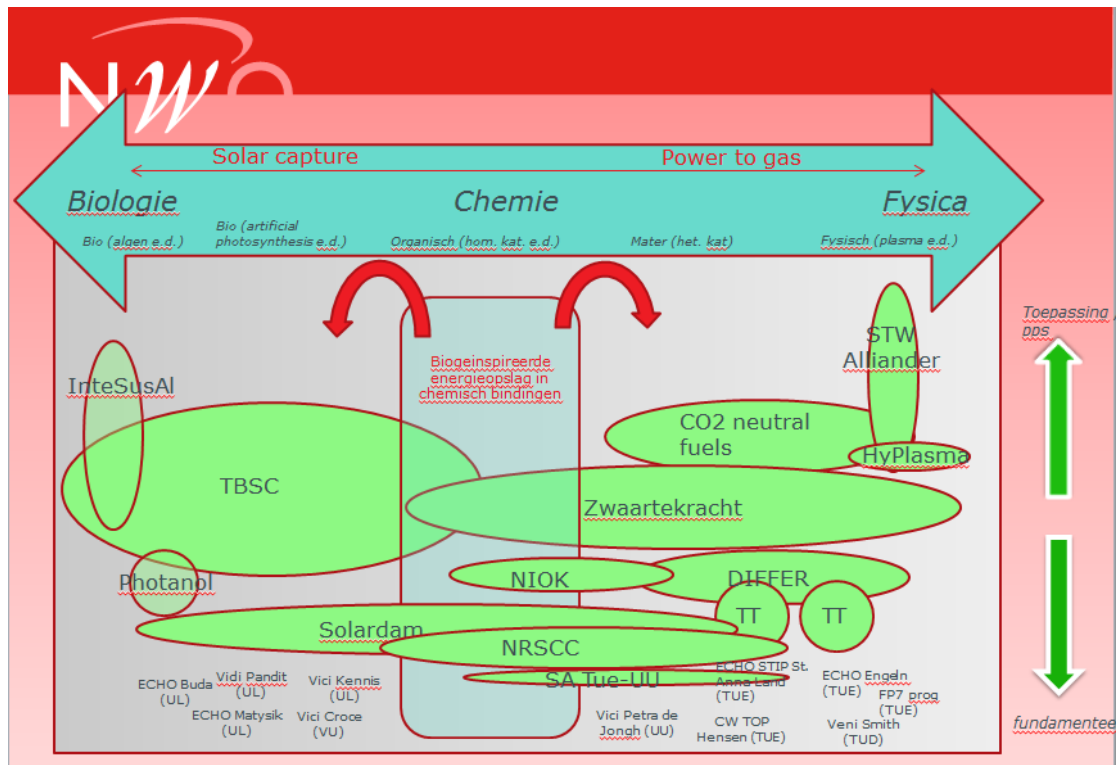 NWO
Solar capture
Power to gas
Biologie
Chemie
Fysica
Bio (algen e.d.)
Bio (artificial
photosynthesis e.d.)
Organisch (hom. kat. e.d.)
Mater (het. kat)
Fysisch (plasma e.d.)
Toepassing /
pps
Biogeinspireerde
energieopslag in
chemisch bindingen
STW
Alliander
InteSusAl
CO2 neutral
fuels
HyPlasma
TBSC
Zwaartekracht
Photanol
NIOK
DIFFER
TT
TT
Solardam
NRSCC
SA Tue-UU
ECHO Buda
(UL)
Vidi Pandit
(UL)
Vici Kennis
(UL)
ECHO STIP St.
Anna Land
(TUE)
ECHO Engeln
(TUE)
FP7 prog
(TUE)
ECHO Matysik
(UL)
Vici Croce
(VU)
Vici Petra de
Jongh (UU)
CW TOP
Hensen (TUE)
Veni Smith
(TUD)
fundamentee